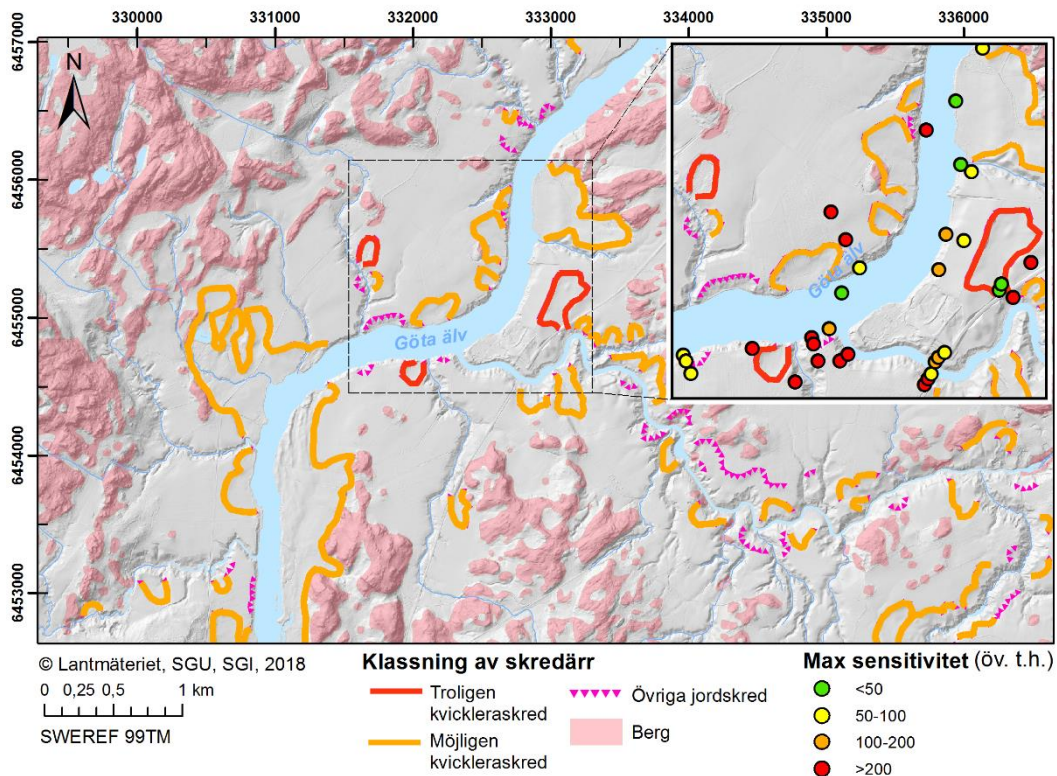 330000 331000 332000 333000 334000 335000 336000
6457000
6456000
6455000
6454000
6453000
N
Göta älv
Göta älv
© Lantmäteriet, SGU, SGI, 2018
0 0,25 0,5 1 km
SWEREF 99TM
Klassning av skredärr
Troligen
kvickleraskred
Möjligen
kvickleraskred
Övriga jordskred
Berg
Max sensitivitet (öv. t.h.)
<50
50-100
100-200
>200